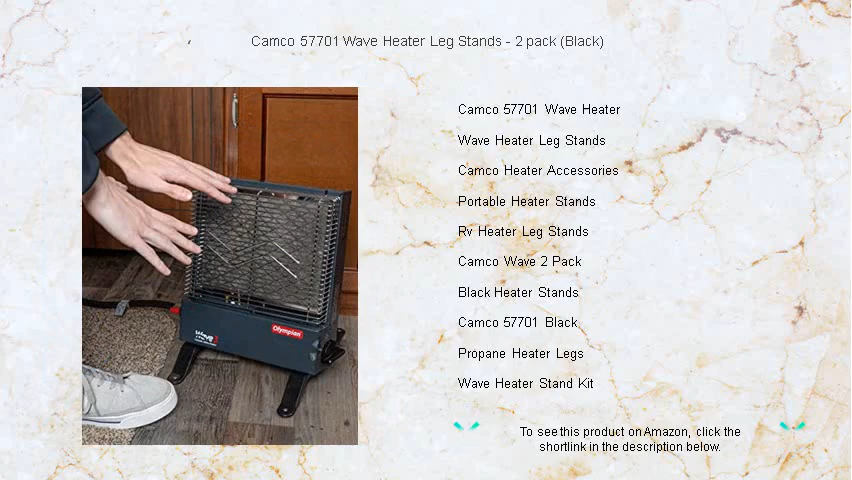 Camco 57701 Wave Heater Leg Stands - 2 pack (Black)
Camco 57701 Wave Heater
Wave Heater Leg Stands
Camco Heater Accessories
Portable Heater Stands
Rv Heater Leg Stands
Camco Wave 2 Pack
Black Heater Stands
Camco 57701 Black
Propane Heater Legs
Wave Heater Stand Kit
Olympian
Wave 3
To see this product on Amazon, click the
shortlink in the description below.